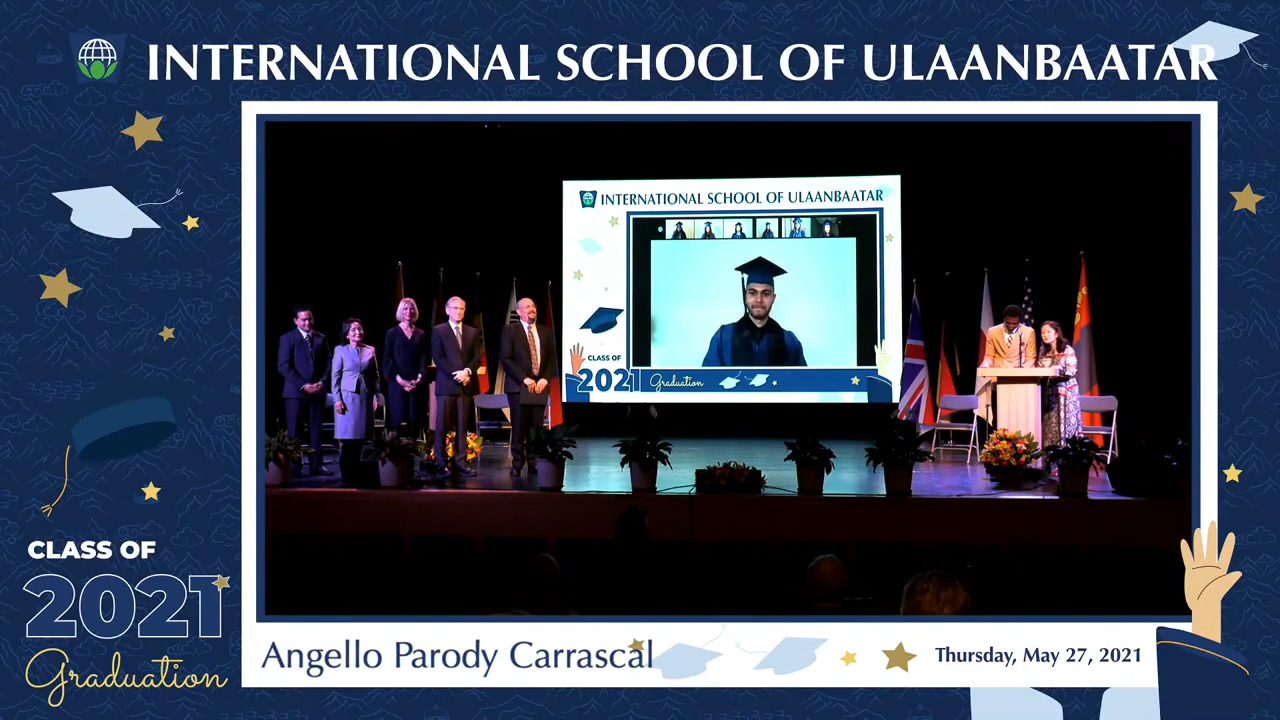 INTERNATIONAL SCHOOL OF ULAANBAATAR
INTERNATIONAL SCHOOL OF ULAANBAATAR
CLASS OF
2021
Graduation
CLASS OF
2021
Graduation
Angello Parody Carrascal
Thursday, May 27, 2021